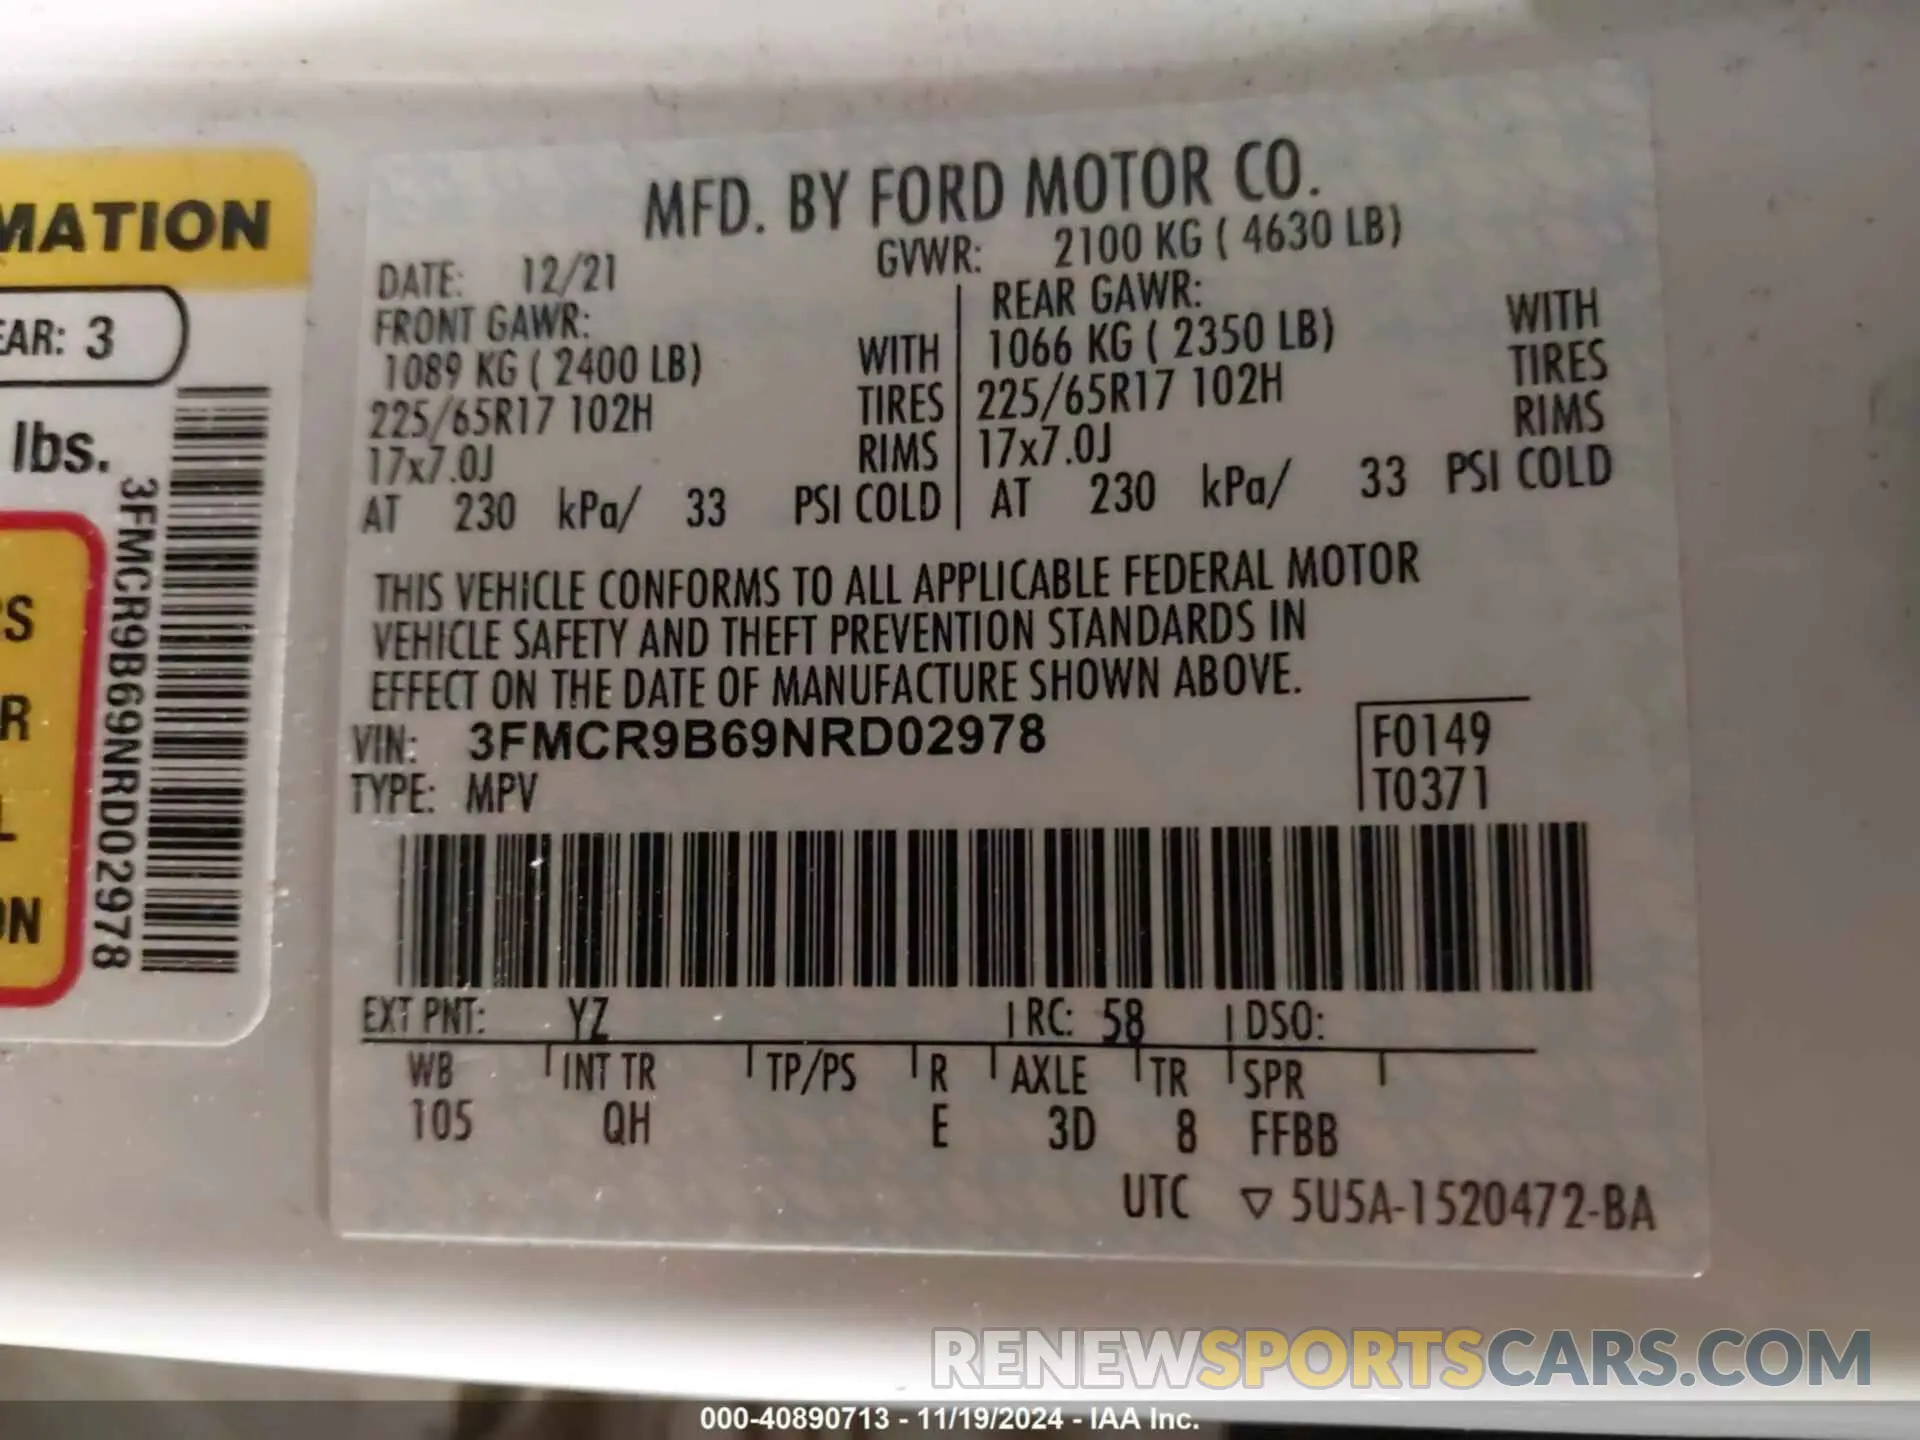 MATION
EAR: 3
lbs.
3FMCR9B69NRD02978
PS
R
L
ON
MFD. BY FORD MOTOR CO.
DATE: 12/21 GVWR: 2100 KG ( 4630 LB)
FRONT GAWR: REAR GAWR:
1089 KG ( 2400 LB) WITH 1066 KG ( 2350 LB) WITH
225/65R17 102H TIRES 225/65R17 102H TIRES
17x7.0J RIMS 17x7.0J RIMS
AT 230 kPa/ 33 PSI COLD AT 230 kPa/ 33 PSI COLD
THIS VEHICLE CONFORMS TO ALL APPLICABLE FEDERAL MOTOR
VEHICLE SAFETY AND THEFT PREVENTION STANDARDS IN
EFFECT ON THE DATE OF MANUFACTURE SHOWN ABOVE.
VIN: 3FMCR9B69NRD02978 F0149
TYPE: MPV T0371
EXT PNT: YZ RC: 58 DSO:
WB INT TR TP/PS R AXLE TR SPR
105 QH E 3D 8 FFBB
UTC ▽ 5U5A-1520472-BA
RENEWSPORTSCARS.COM
000-40890713 - 11/19/2024 - IAA Inc.